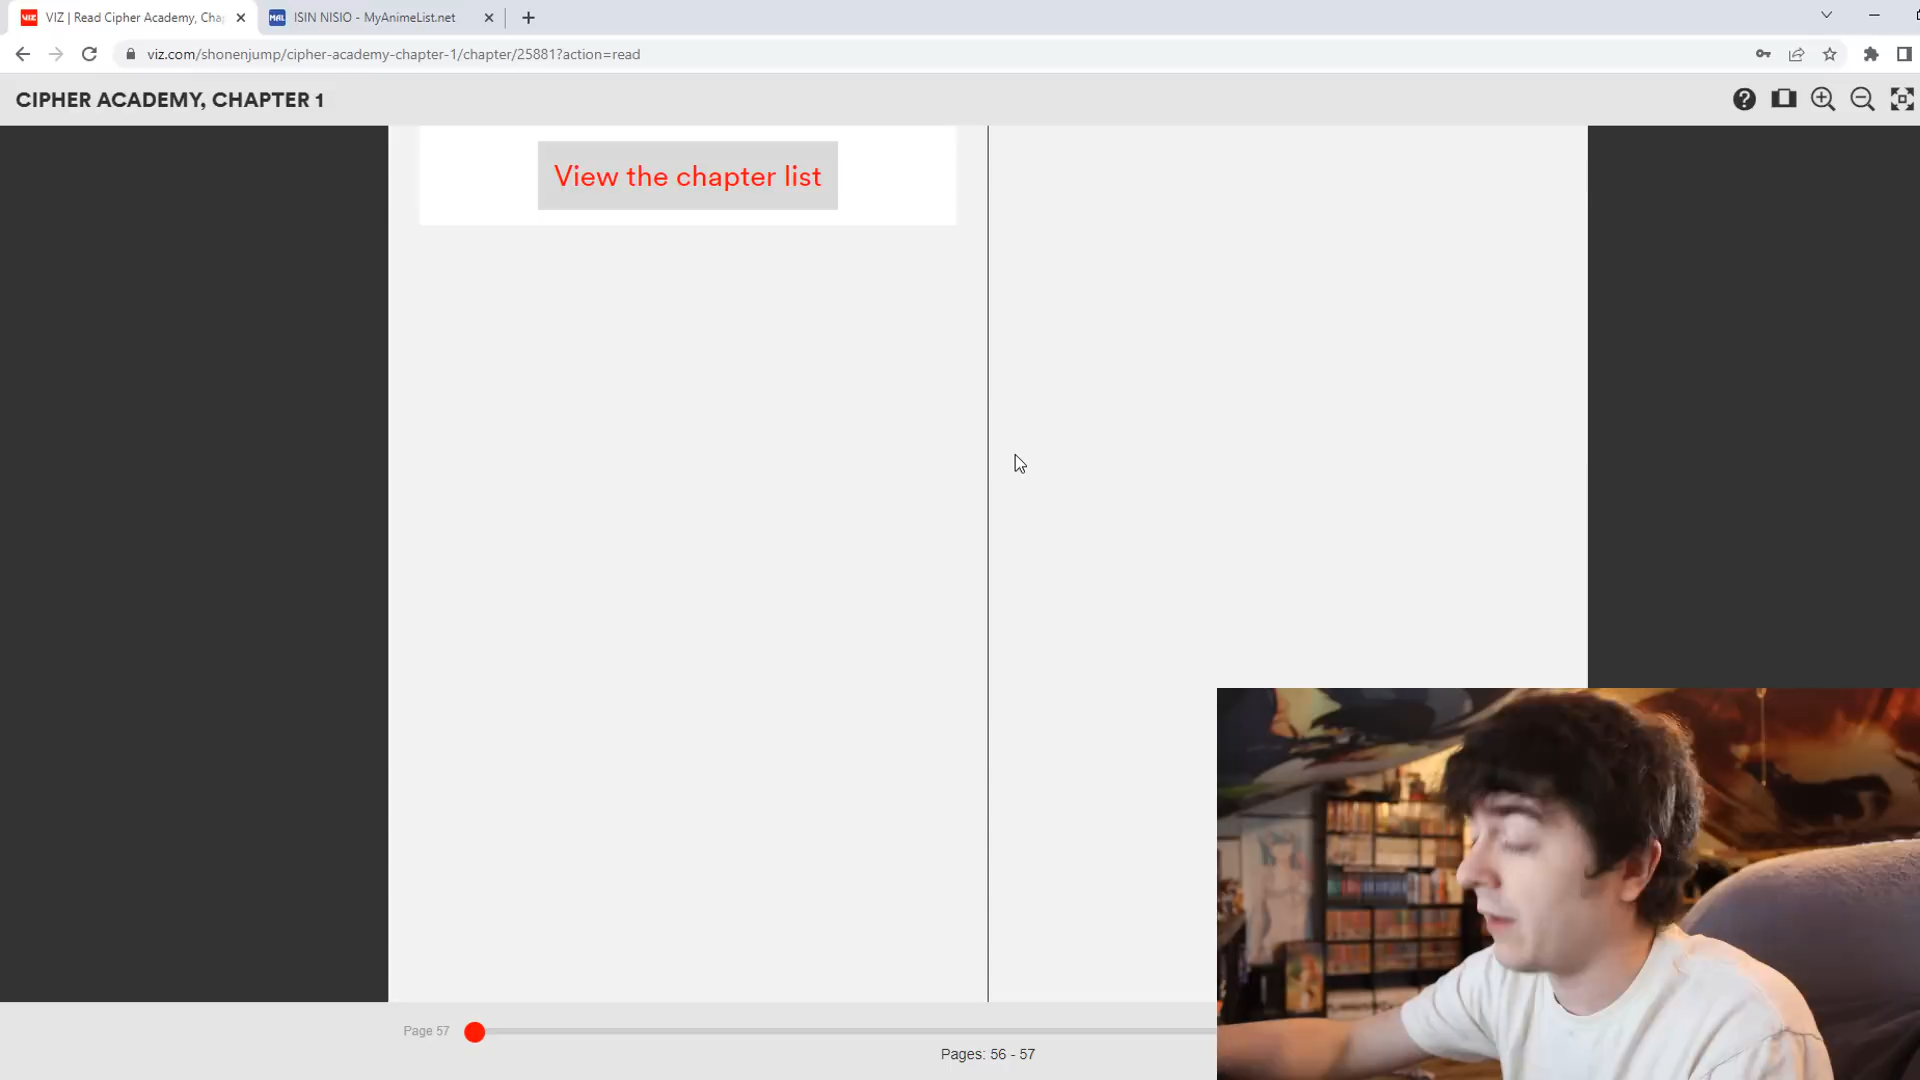 VIZ | Read Cipher Academy, Cha
ISIN NISIO - MyAnimeList.net
viz.com/shonenjump/cipher-academy-chapter-1/chapter/25881?action=read
CIPHER ACADEMY, CHAPTER 1
View the chapter list
Page 57
Pages: 56 - 57